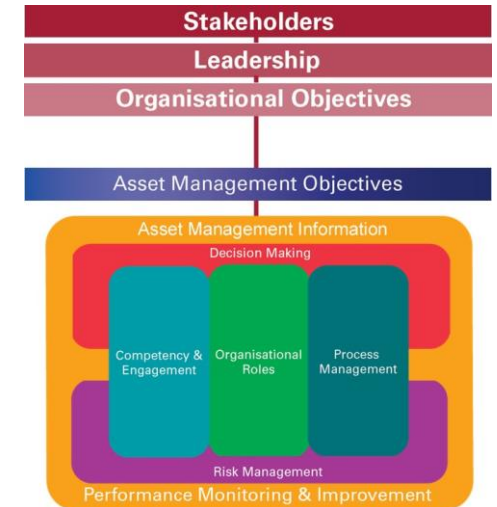 Stakeholders
Leadership
Organisational Objectives
Asset Management Objectives
Asset Management Information
Decision Making
Competency &
Engagement
Organisational
Roles
Process
Management
Risk Management
Performance Monitoring & Improvement